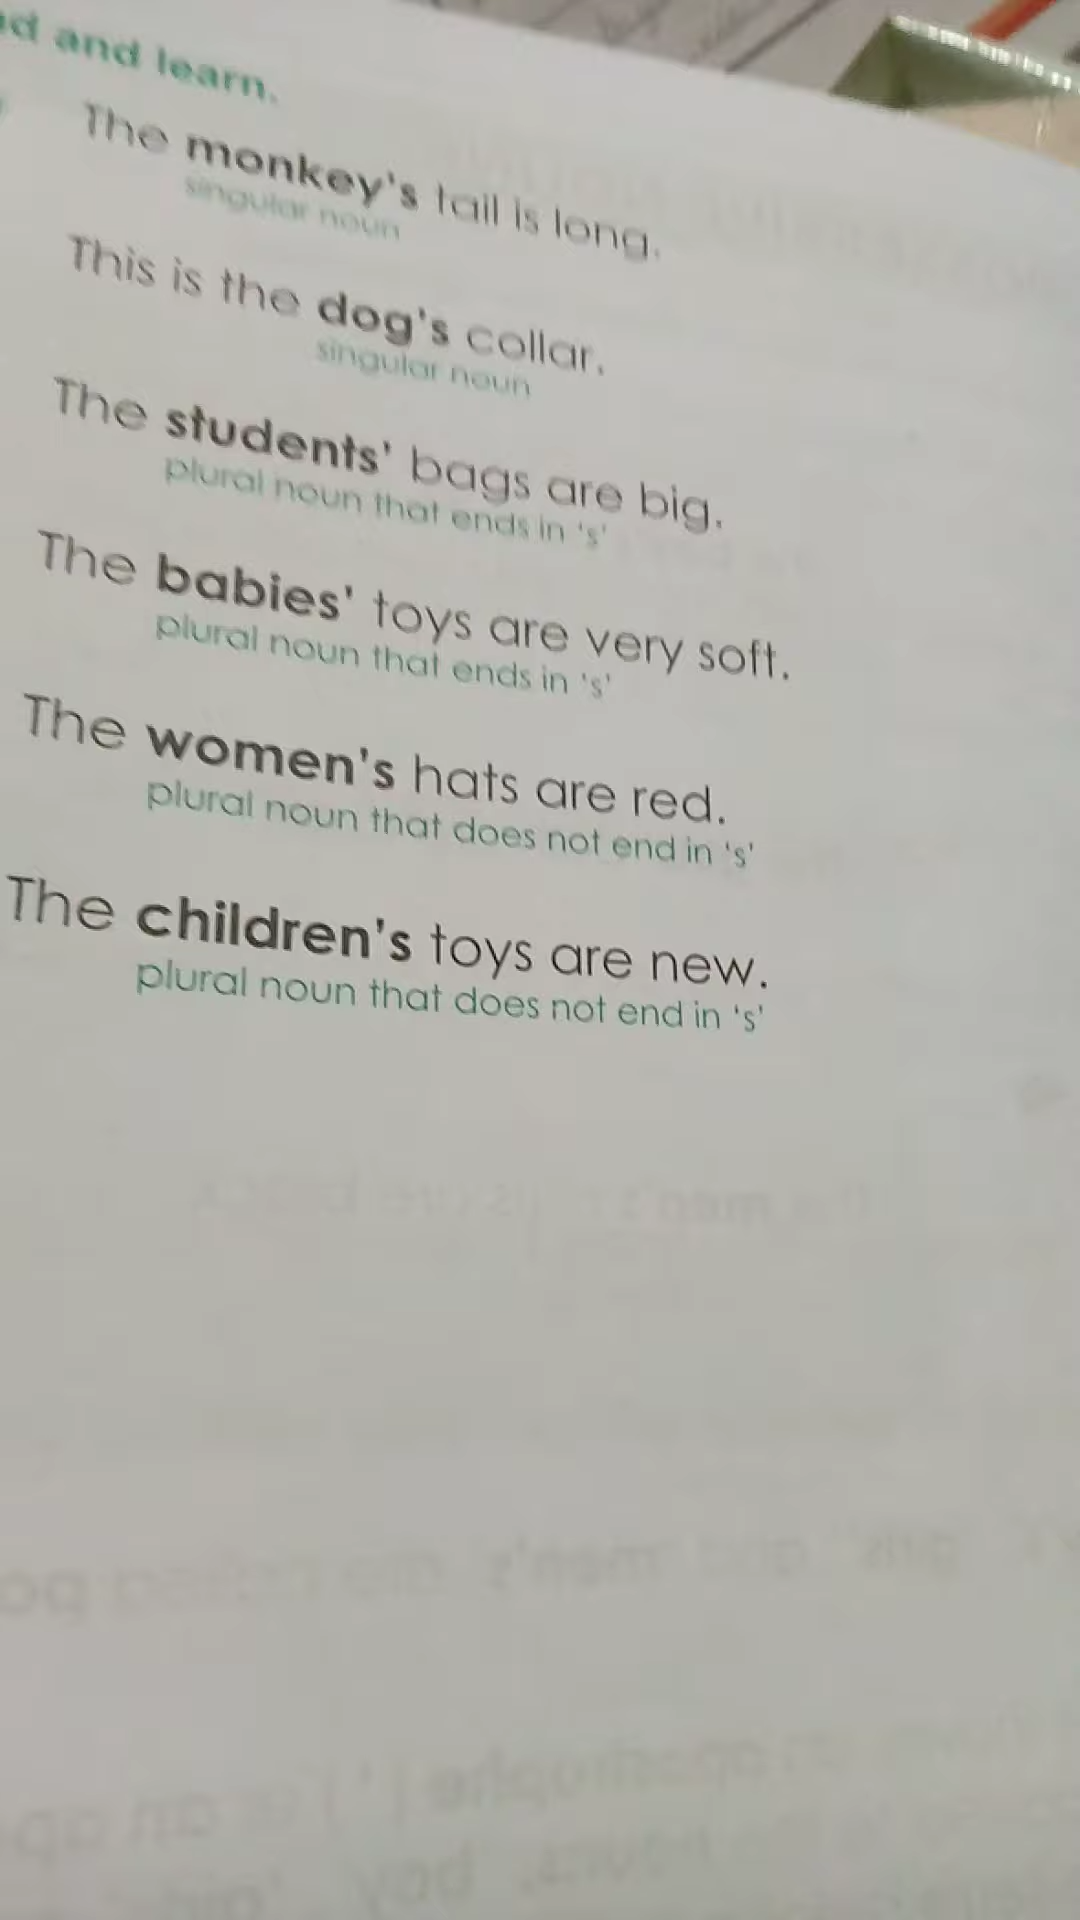 and learn.
The monkey's tail is long.
singular noun
This is the dog's collar.
singular noun
The students' bags are big.
plural noun that ends in 's'
The babies' toys are very soft.
plural noun that ends in 's'
The women's hats are red.
plural noun that does not end in 's'
The children's toys are new.
plural noun that does not end in 's'